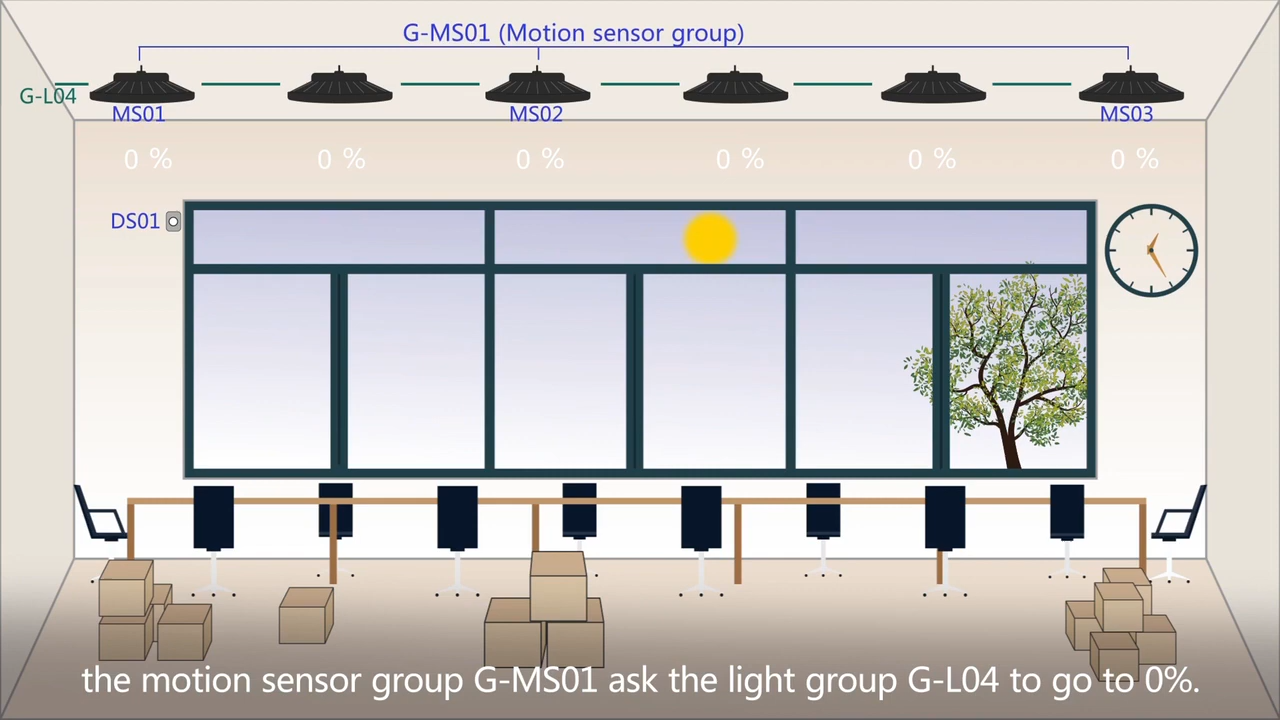 G-MS01 (Motion sensor group)
G-L04
MS01 MS02 MS03
0 % 0 % 0 % 0 % 0 % 0 %
DS01
the motion sensor group G-MS01 ask the light group G-L04 to go to 0%.